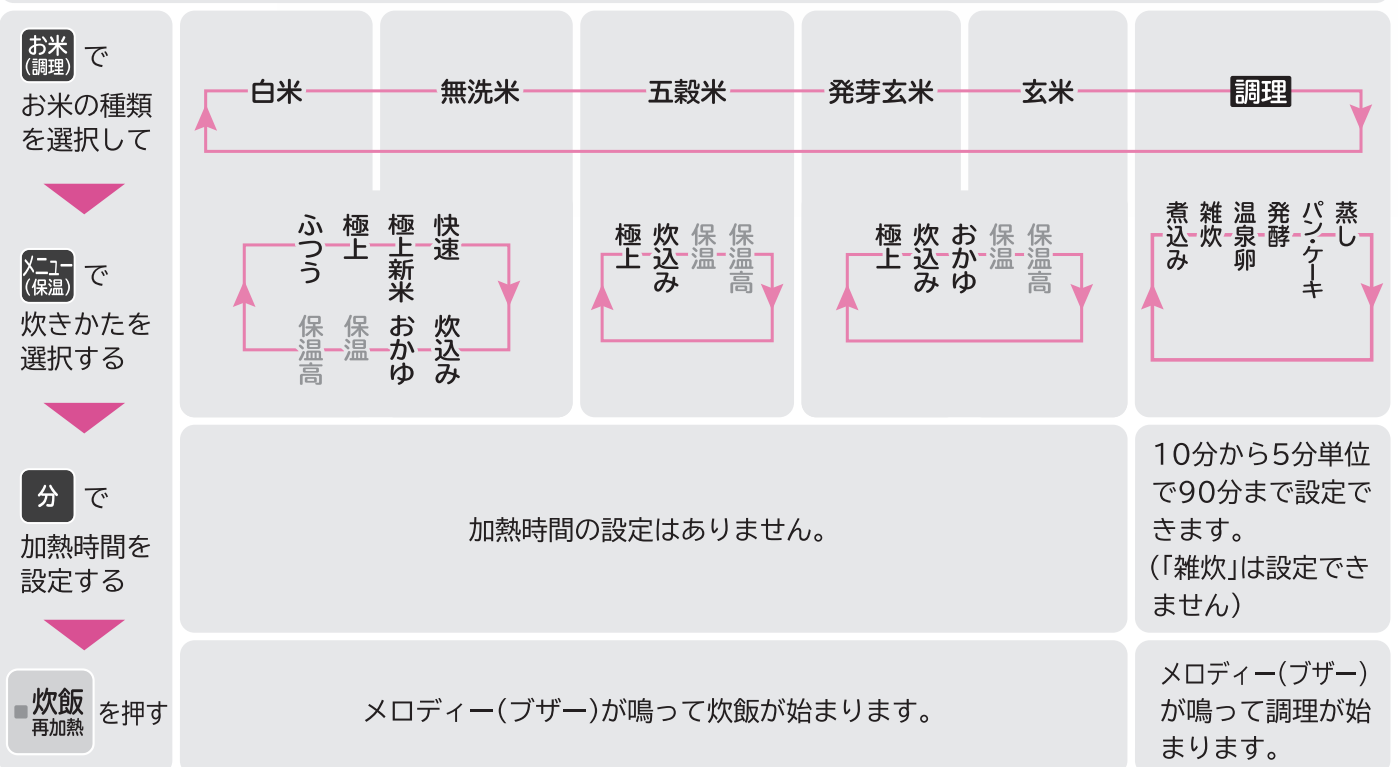 お米
(調理) で
お米の種類
を選択して
白米
無洗米
五穀米
発芽玄米
玄米
調理
メニュー
(保温) で
炊きかたを
選択する
ふつう
極上
極上新米
快速
炊込み
おかゆ
保温
保温高
極上
炊込み
保温
保温高
極上
炊込み
おかゆ
保温
保温高
煮込み
雑炊
温泉卵
発酵
パン・ケーキ
蒸し
分 で
加熱時間を
設定する
加熱時間の設定はありません。
10分から5分単位
で90分まで設定で
きます。
(「雑炊」は設定でき
ません)
炊飯
再加熱 を押す
メロディー(ブザー)が鳴って炊飯が始まります。
メロディー(ブザー)
が鳴って調理が始
まります。